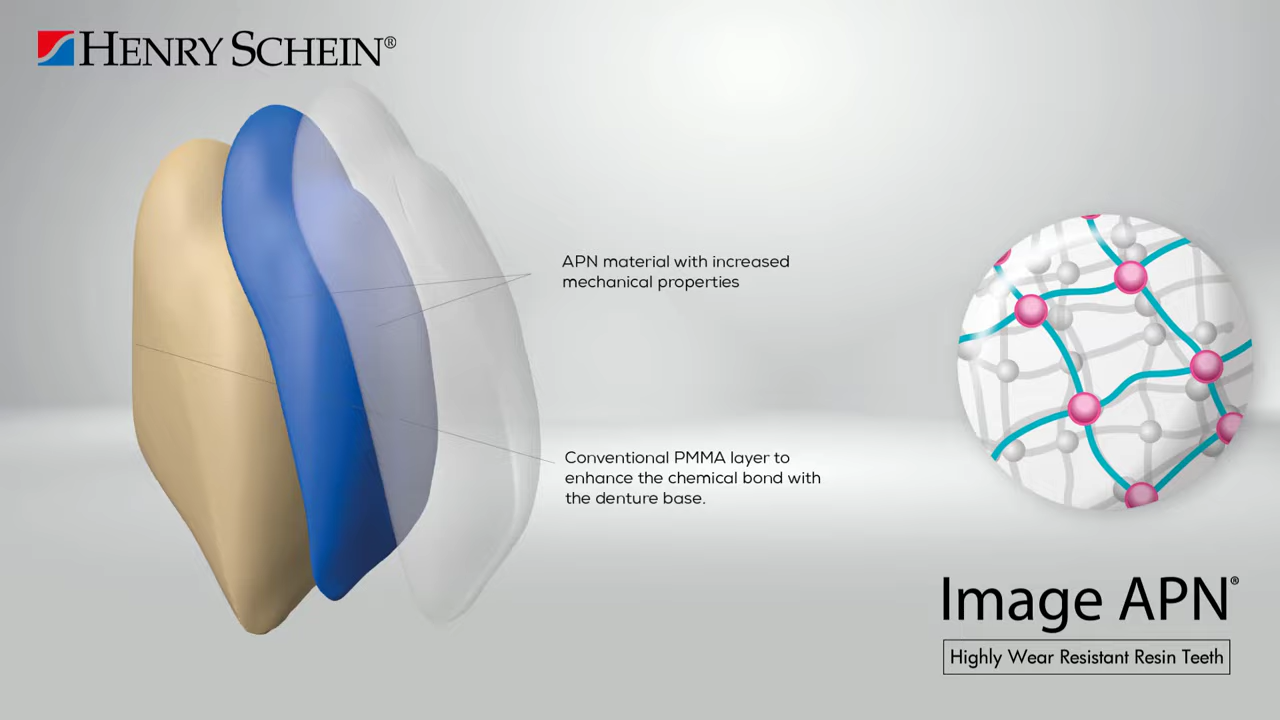 HENRY SCHEIN®
APN material with increased
mechanical properties
Conventional PMMA layer to
enhance the chemical bond with
the denture base.
Image APN®
Highly Wear Resistant Resin Teeth